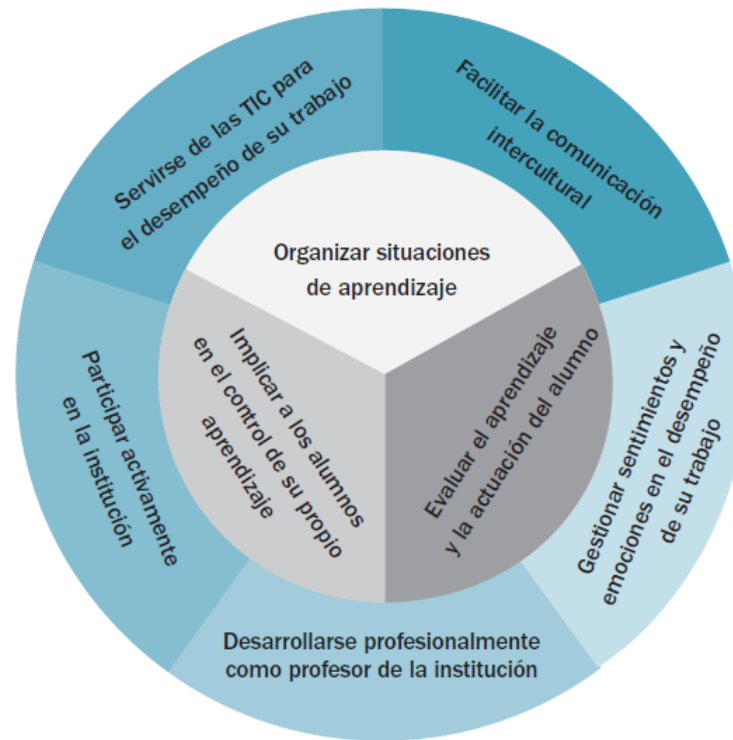 Servirse de las TIC para
el desempeño de su trabajo
Facilitar la comunicación
intercultural
Organizar situaciones
de aprendizaje
Participar activamente
en la institución
Implicar a los alumnos
en el control de su propio
aprendizaje
Evaluar el aprendizaje
y la actuación del alumno
Gestionar sentimientos y
emociones en el desempeño
de su trabajo
Desarrollarse profesionalmente
como profesor de la institución